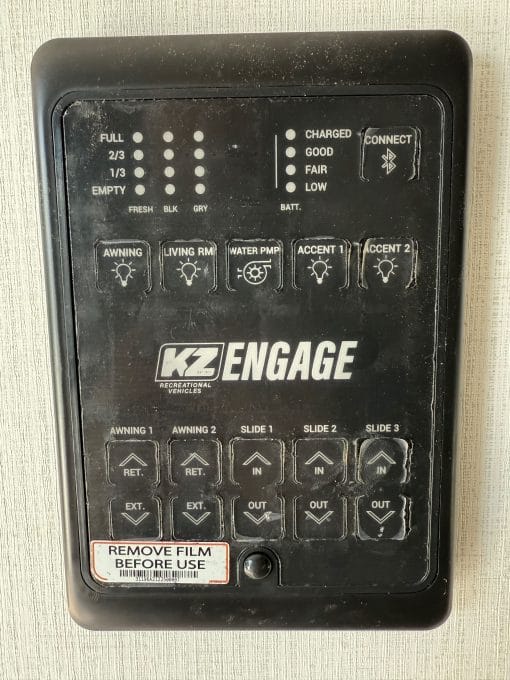 FULL
2/3
1/3
EMPTY
FRESH BLK GRY
CHARGED
GOOD
FAIR
LOW
BATT.
CONNECT
AWNING LIVING RM WATER PMP ACCENT 1 ACCENT 2
KZ ENGAGE
RECREATIONAL
VEHICLES
AWNING 1 AWNING 2 SLIDE 1 SLIDE 2 SLIDE 3
RET. RET. IN IN IN
EXT. EXT. OUT OUT OUT
REMOVE FILM
BEFORE USE